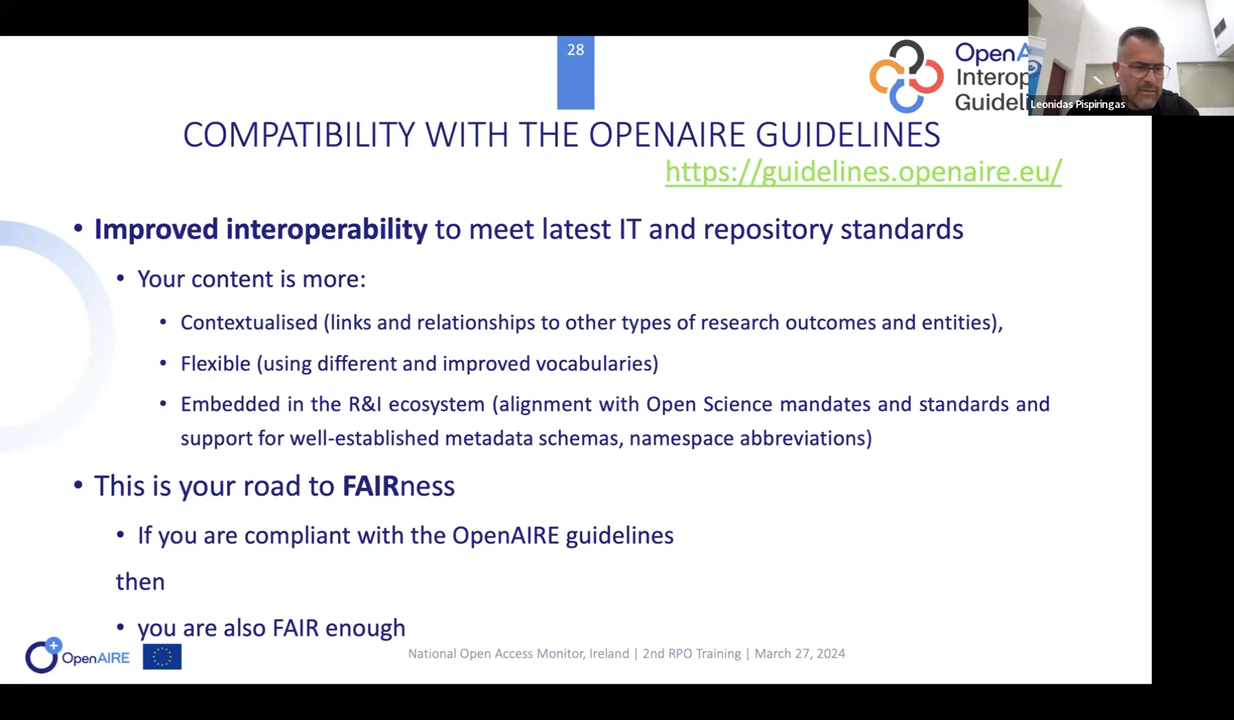 28
OpenA
Interop
Guideli
Leonidas Pispiringas
COMPATIBILITY WITH THE OPENAIRE GUIDELINES
https://guidelines.openaire.eu/
• Improved interoperability to meet latest IT and repository standards
• Your content is more:
• Contextualised (links and relationships to other types of research outcomes and entities),
• Flexible (using different and improved vocabularies)
• Embedded in the R&I ecosystem (alignment with Open Science mandates and standards and
support for well-established metadata schemas, namespace abbreviations)
• This is your road to FAIRness
• If you are compliant with the OpenAIRE guidelines
then
• you are also FAIR enough
OpenAIRE
National Open Access Monitor, Ireland | 2nd RPO Training | March 27, 2024